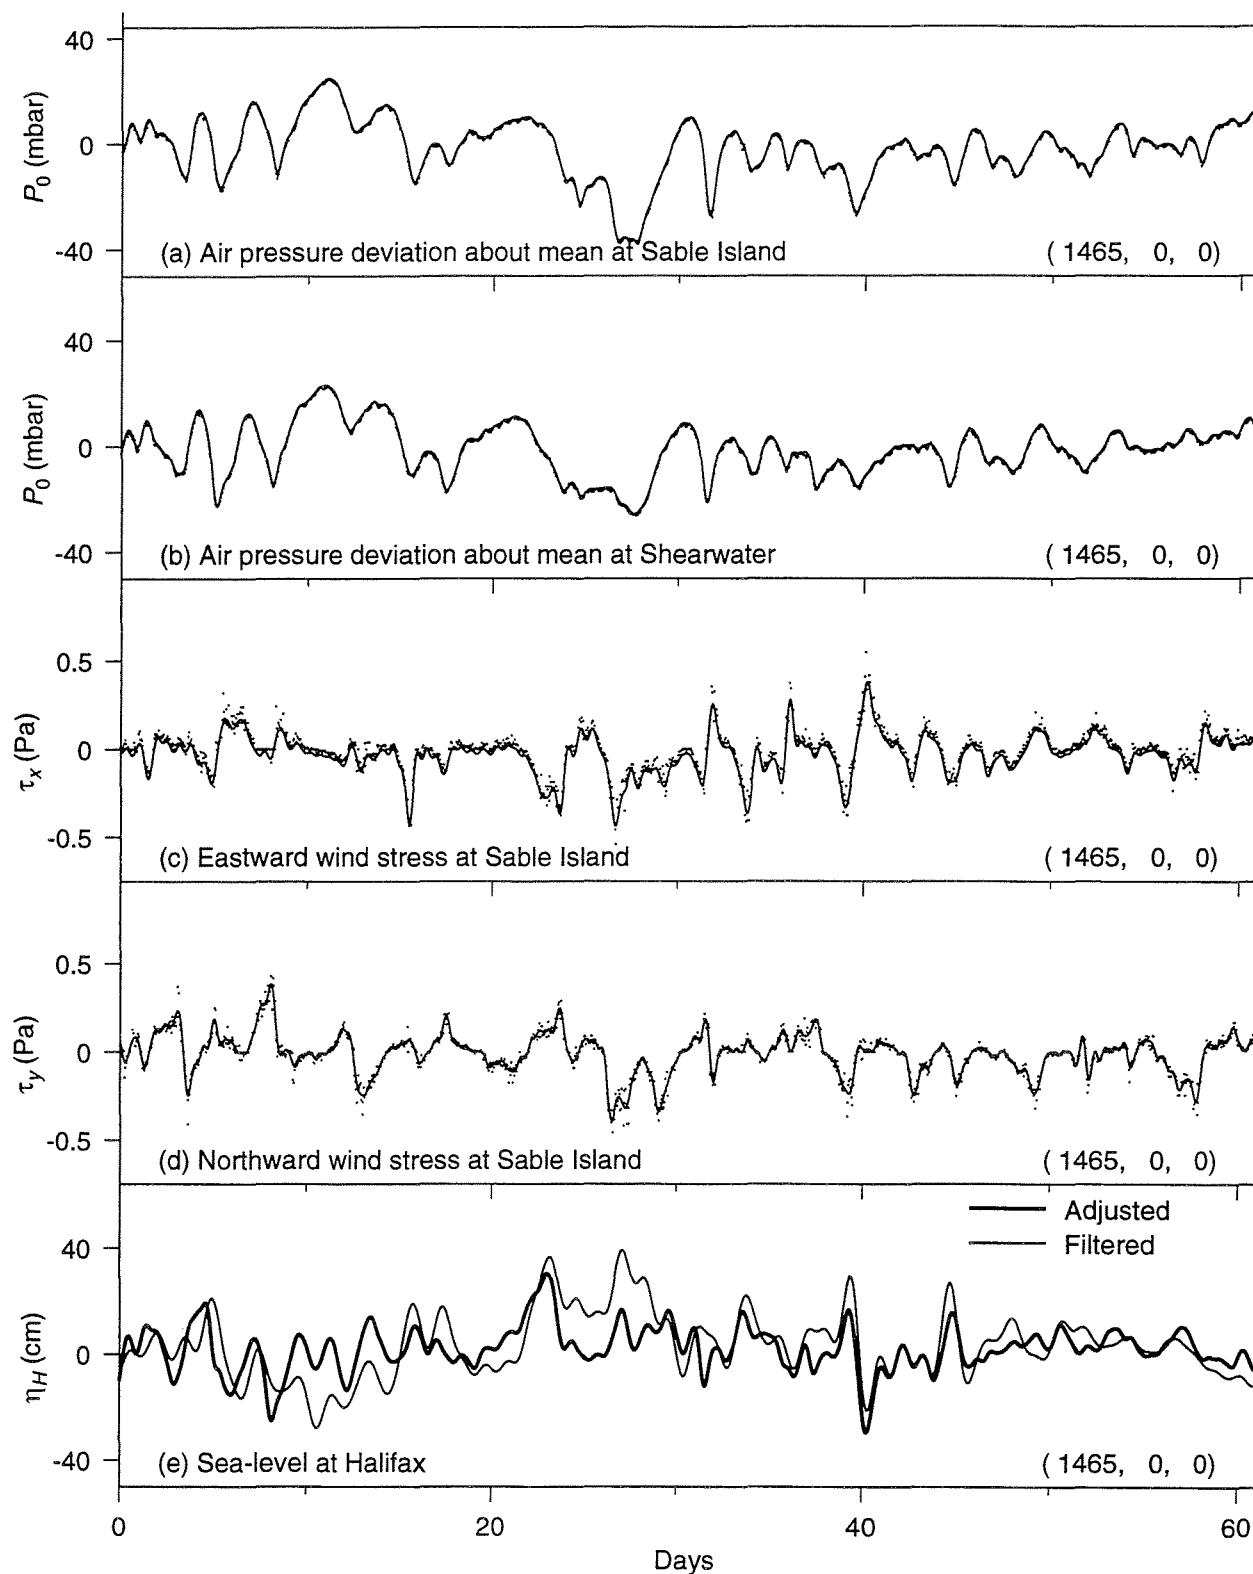 40
0
-40
P0 (mbar)
(a) Air pressure deviation about mean at Sable Island
( 1465, 0, 0)
40
0
-40
P0 (mbar)
(b) Air pressure deviation about mean at Shearwater
( 1465, 0, 0)
0.5
0
-0.5
τx (Pa)
(c) Eastward wind stress at Sable Island
( 1465, 0, 0)
0.5
0
-0.5
τy (Pa)
(d) Northward wind stress at Sable Island
( 1465, 0, 0)
Adjusted
Filtered
40
0
-40
ηH (cm)
(e) Sea-level at Halifax
( 1465, 0, 0)
0
20
40
60
Days